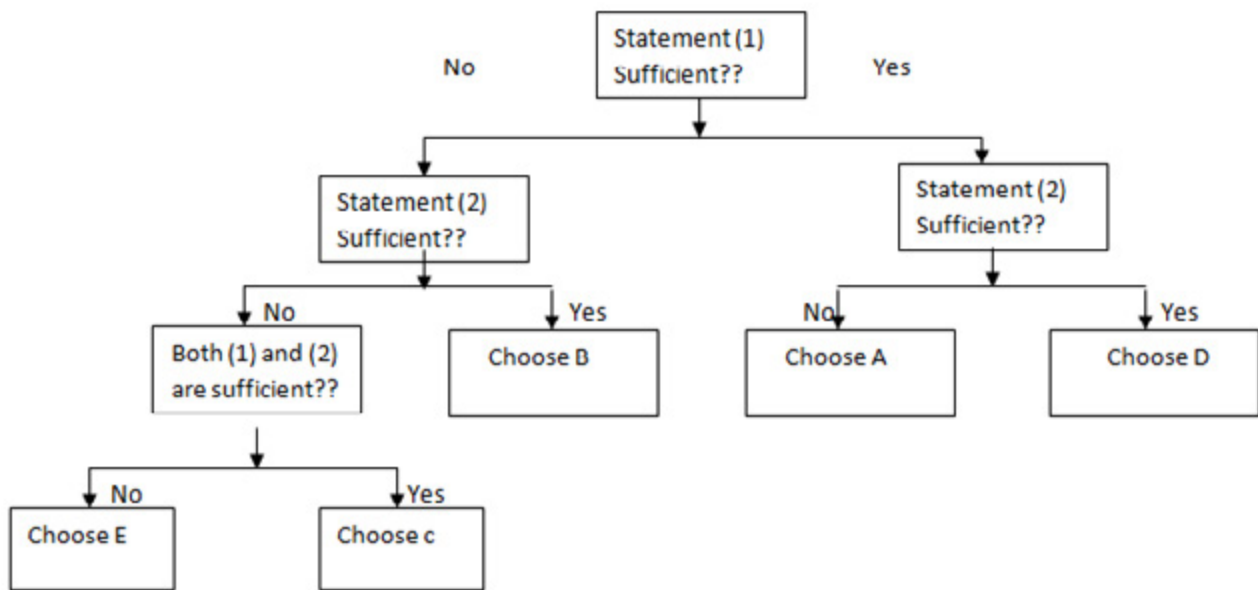 Statement (1)
Sufficient??
No
Yes
Statement (2)
Sufficient??
Statement (2)
Sufficient??
No
Yes
No
Yes
Both (1) and (2)
are sufficient??
Choose B
Choose A
Choose D
No
Yes
Choose E
Choose c